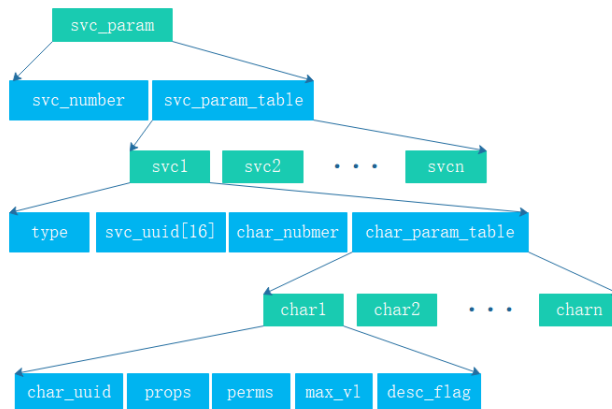 svc_param
svc_number svc_param_table
svc1 svc2 ··· svcn
type svc_uuid[16] char_nubmer char_param_table
char1 char2 ··· charn
char_uuid props perms max_vl desc_flag